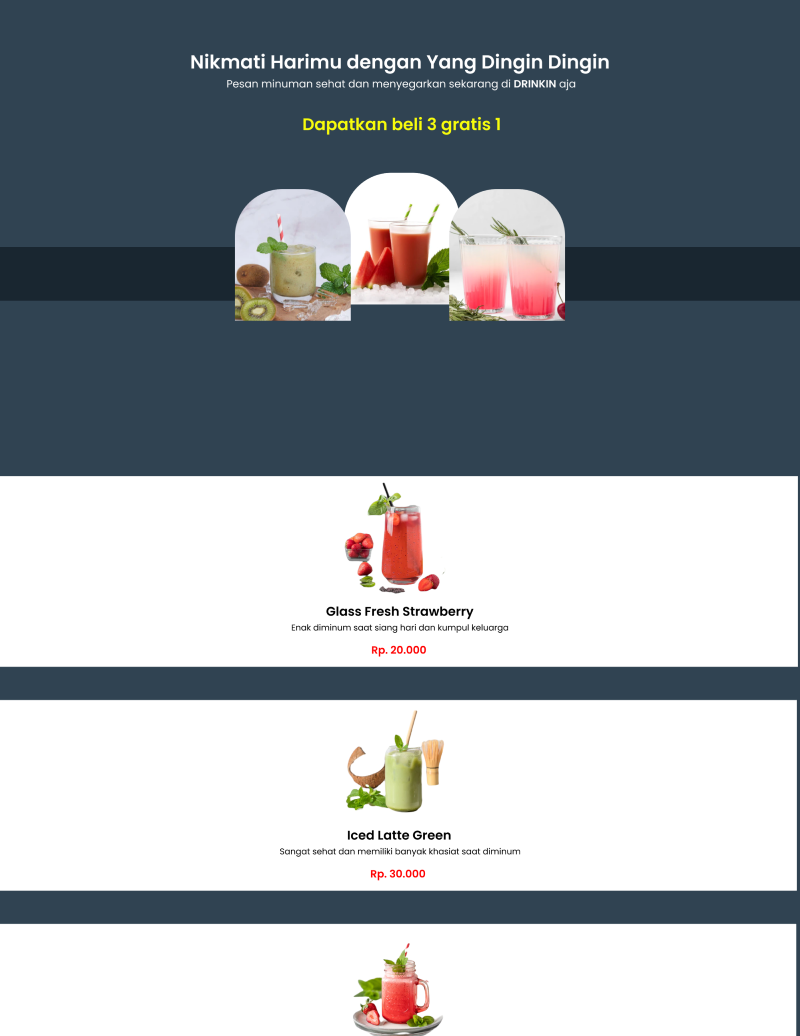 Nikmati Harimu dengan Yang Dingin Dingin
Pesan minuman sehat dan menyegarkan sekarang di DRINKIN aja
Dapatkan beli 3 gratis 1
Glass Fresh Strawberry
Enak diminum saat siang hari dan kumpul keluarga
Rp. 20.000
Iced Latte Green
Sangat sehat dan memiliki banyak khasiat saat diminum
Rp. 30.000